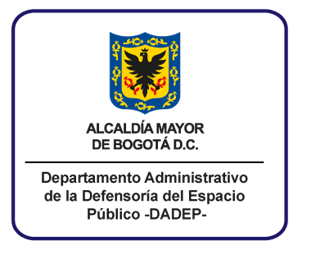 ALCALDÍA MAYOR
DE BOGOTÁ D.C.
Departamento Administrativo
de la Defensoría del Espacio
Público -DADEP-